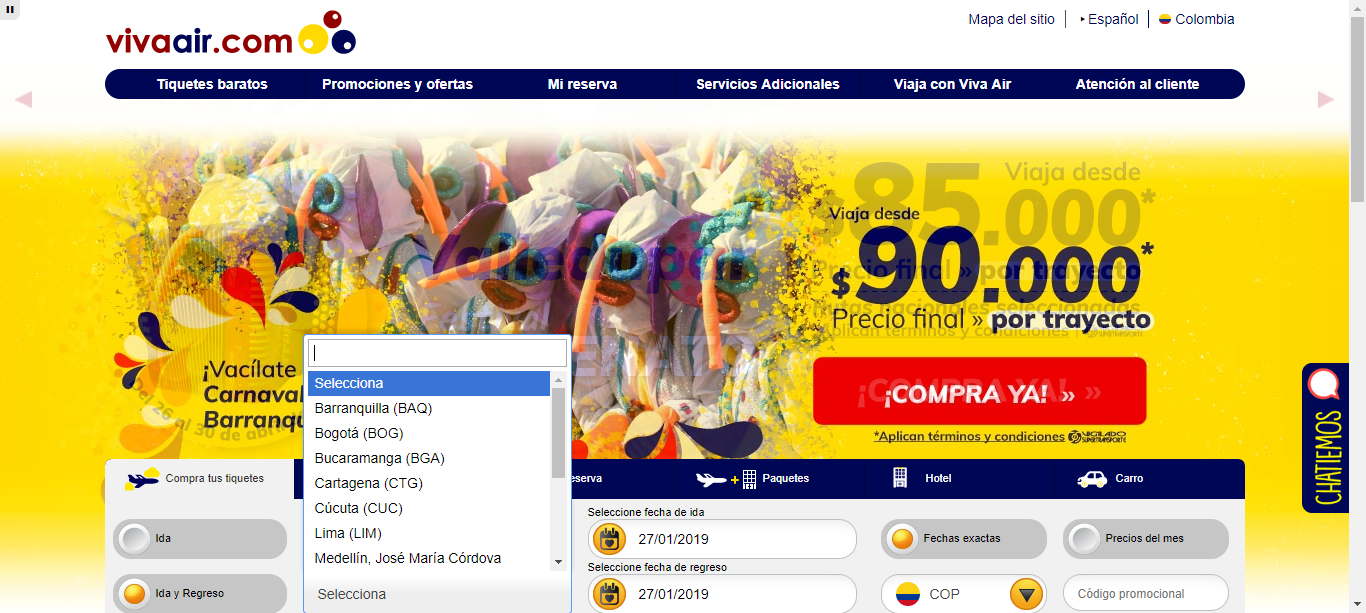 vivaair.com
Mapa del sitio
Español
Colombia
Tiquetes baratos
Promociones y ofertas
Mi reserva
Servicios Adicionales
Viaja con Viva Air
Atención al cliente
Viaja desde
$85.000*
Precio final » por trayecto
Rutas nacionales seleccionadas
*Aplican términos y condiciones
Valledupar
Viaja desde
$90.000*
Precio final » por trayecto
¡COMPRA YA! »
*Aplican términos y condiciones
VIGILADO
SUPERTRANSPORTE
¡Vacílate
Carnaval
Barranqu
Del 26
al 30 de abril
CHATIEMOS
Selecciona
Barranquilla (BAQ)
Bogotá (BOG)
Bucaramanga (BGA)
Cartagena (CTG)
Cúcuta (CUC)
Lima (LIM)
Medellín, José María Córdova
Selecciona
Compra tus tiquetes
eserva
Paquetes
Hotel
Carro
Ida
Ida y Regreso
Seleccione fecha de ida
27/01/2019
Seleccione fecha de regreso
27/01/2019
Fechas exactas
Precios del mes
COP
Código promocional